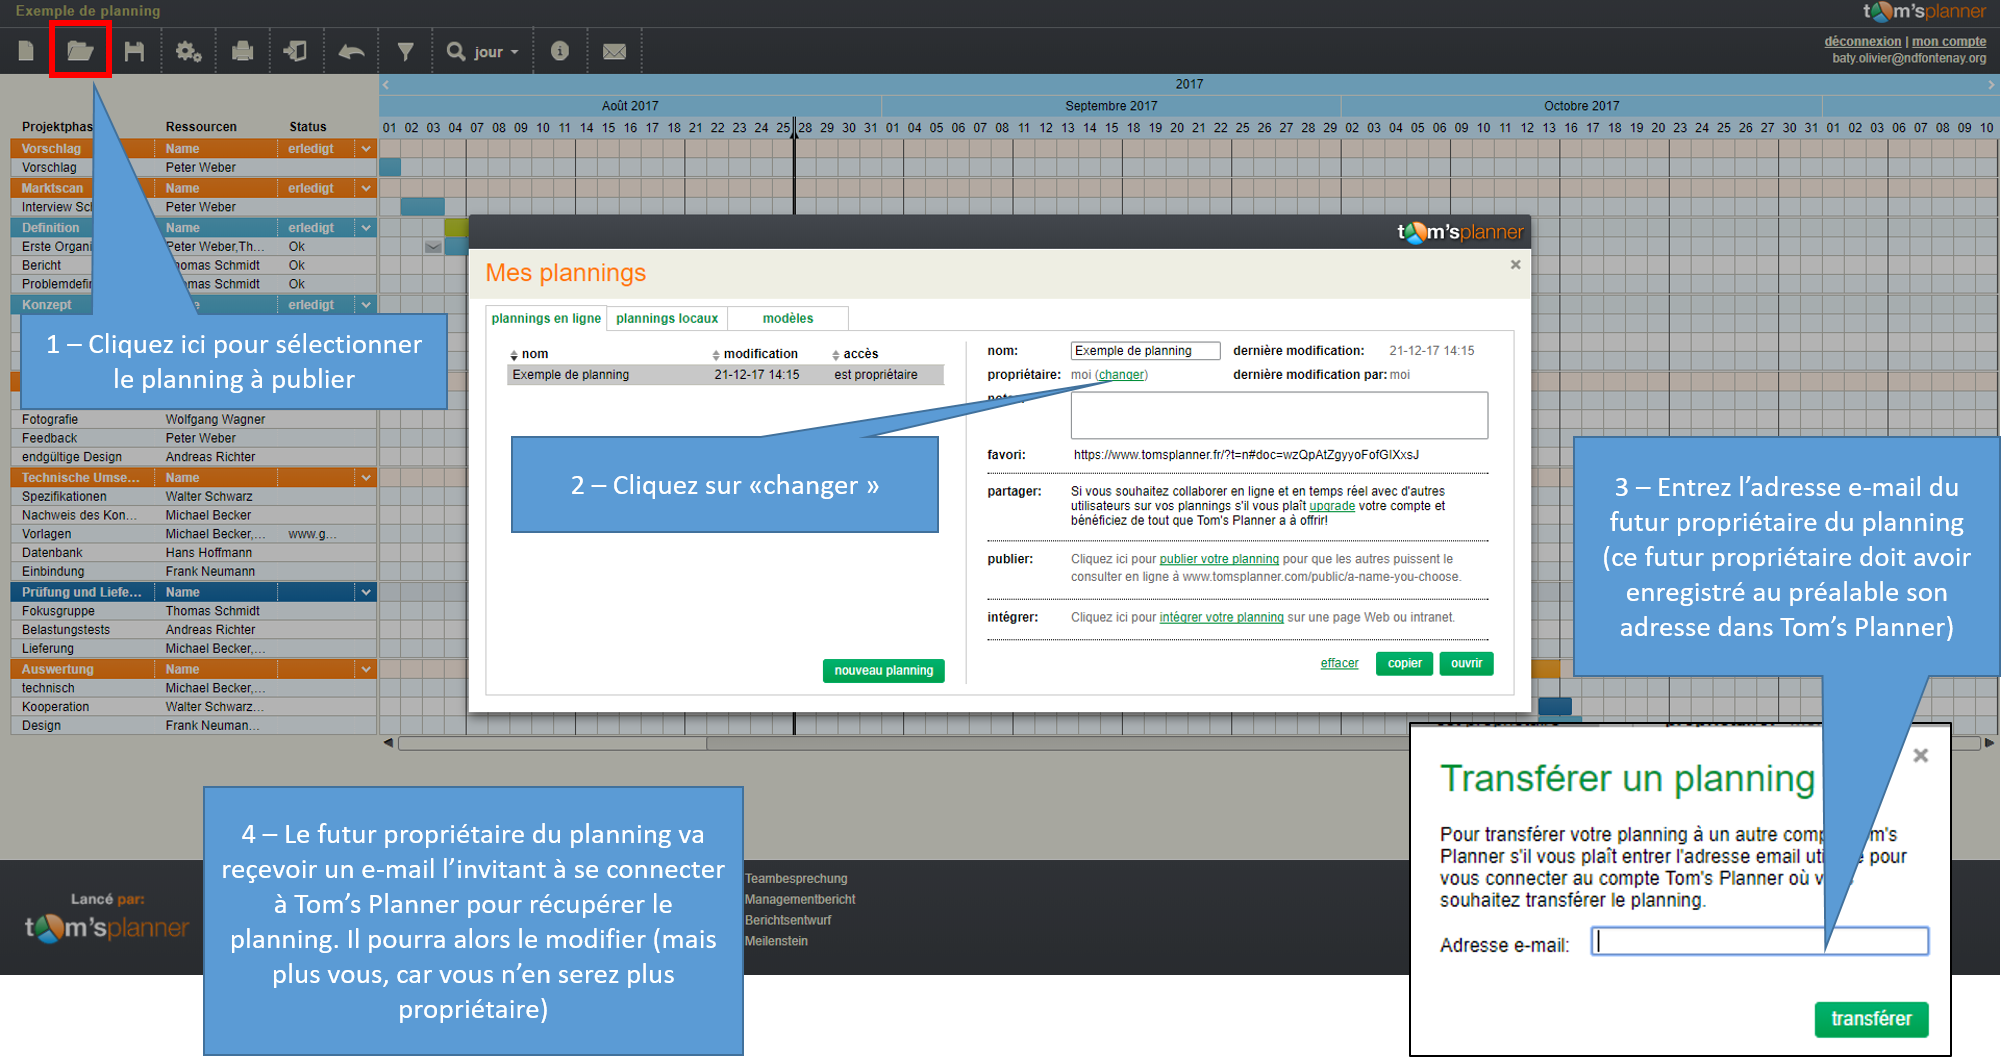 Exemple de planning
tom'splanner
jour
déconnexion | mon compte
baty.olivier@ndfontenay.org
2017
Août 2017 Septembre 2017 Octobre 2017
Ressourcen Status
01 02 03 04 07 08 09 10 11 14 15 16 17 18 21 22 23 24 25 28 29 30 31 01 04 05 06 07 08 11 12 13 14 15 18 19 20 21 22 25 26 27 28 29 02 03 04 05 06 09 10 11 12 13 16 17 18 19 20 23 24 25 26 27 30 31 01 02 03 06 07 08 09 10
Vorschlag Name erledigt
Vorschlag Peter Weber
Marktscan Name erledigt
Interview Peter Weber
Definition Name erledigt
Erste Peter Weber,Th... Ok
Bericht Schmidt Ok
Schmidt Ok
Konzept erledigt
Fotografie Wolfgang Wagner
Feedback Peter Weber
endgültige Design Andreas Richter
Technische Umse... Name
Spezifikationen Walter Schwarz
Nachweis des Kon... Michael Becker
Vorlagen Michael Becker,... www.g...
Datenbank Hans Hoffmann
Einbindung Frank Neumann
Prüfung und Liefe... Name
Fokusgruppe Thomas Schmidt
Belastungstests Andreas Richter
Lieferung Michael Becker,...
Auswertung Name
technisch Michael Becker,...
Kooperation Walter Schwarz...
Design Frank Neuman...
1 – Cliquez ici pour sélectionner
le planning à publier
tom'splanner
Mes plannings
plannings en ligne plannings locaux modèles
nom modification accès
Exemple de planning 21-12-17 14:15 est propriétaire
nouveau planning
nom: Exemple de planning dernière modification: 21-12-17 14:15
propriétaire: moi (changer) dernière modification par: moi
favori: https://www.tomsplanner.fr/?t=n#doc=wzQpAtZgyyoFofGIXxsJ
partager: Si vous souhaitez collaborer en ligne et en temps réel avec d'autres
utilisateurs sur vos plannings s'il vous plaît upgrade votre compte et
bénéficiez de tout que Tom's Planner a à offrir!
publier: Cliquez ici pour publier votre planning pour que les autres puissent le
consulter en ligne à www.tomsplanner.com/public/a-name-you-choose.
intégrer: Cliquez ici pour intégrer votre planning sur une page Web ou intranet.
effacer copier ouvrir
2 – Cliquez sur «changer »
3 – Entrez l’adresse e-mail du
futur propriétaire du planning
(ce futur propriétaire doit avoir
enregistré au préalable son
adresse dans Tom’s Planner)
Transférer un planning
Pour transférer votre planning à un autre m's
Planner s'il vous plaît entrer l'adresse email pour
vous connecter au compte Tom's Planner où
souhaitez transférer le planning.
Adresse e-mail:
transférer
4 – Le futur propriétaire du planning va
reçevoir un e-mail l’invitant à se connecter
à Tom’s Planner pour récupérer le
planning. Il pourra alors le modifier (mais
plus vous, car vous n’en serez plus
propriétaire)
Lancé par:
tom'splanner
Teambesprechung
Managementbericht
Berichtsentwurf
Meilenstein